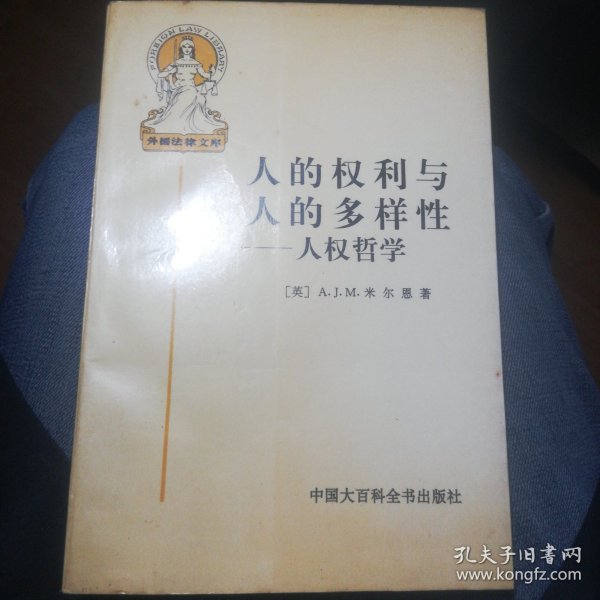 FOREIGN LAW LIBRARY
外国法律文库
人的权利与
人的多样性
——人权哲学
[英] A.J.M.米尔恩著
中国大百科全书出版社
孔夫子旧书网
www.kongfz.com